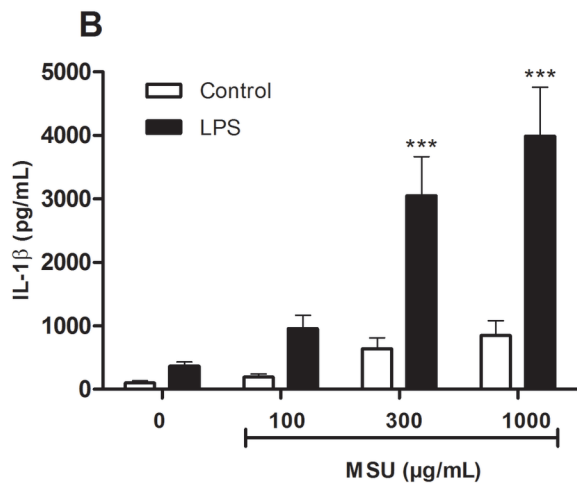 B
Control
LPS
***
***
5000
4000
3000
2000
1000
0
IL-1β (pg/mL)
0 100 300 1000
MSU (µg/mL)